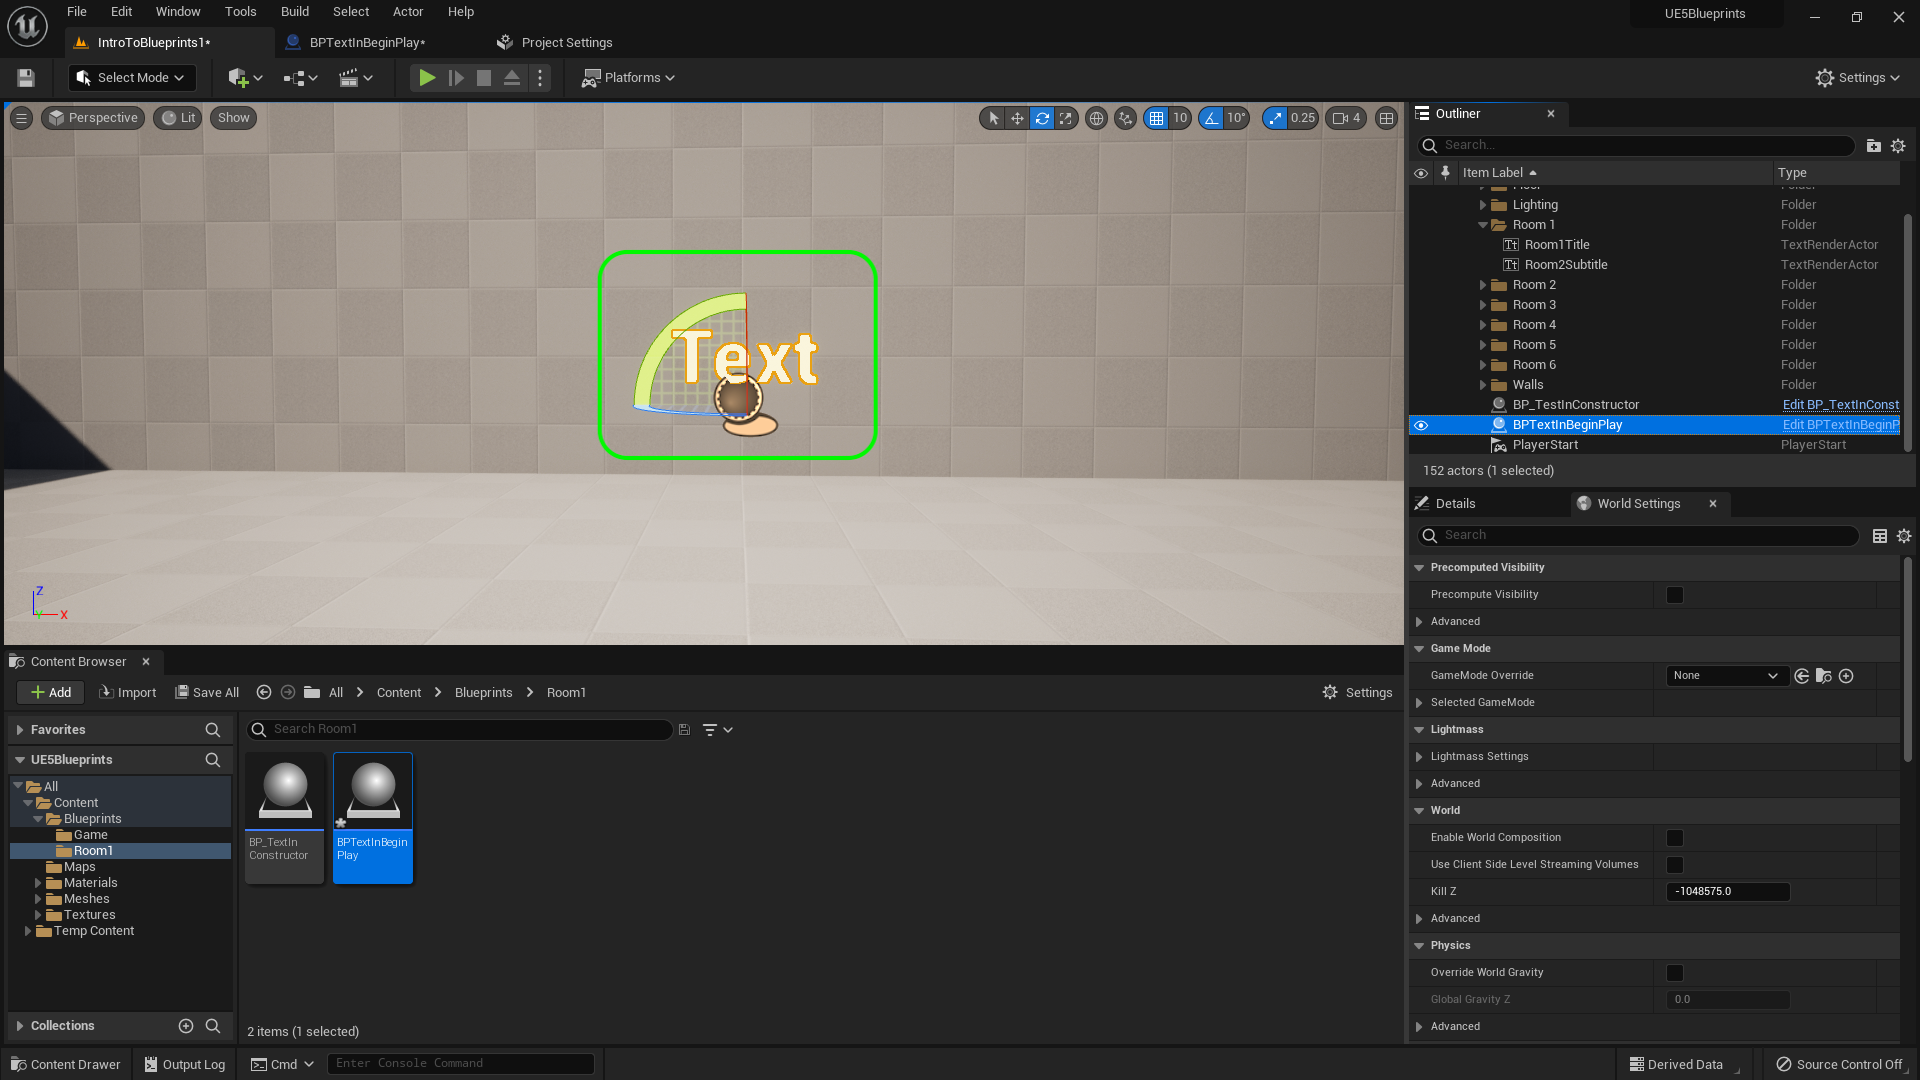 File Edit Window Tools Build Select Actor Help
UE5Blueprints
IntroToBlueprints1*
BPTextInBeginPlay*
Project Settings
Select Mode
Platforms
Settings
Perspective
Lit
Show
10
10°
0.25
4
Text
Z
X
Outliner
Search...
Item Label
Type
Folder
Lighting Folder
Room 1 Folder
Room1Title TextRenderActor
Room2Subtitle TextRenderActor
Room 2 Folder
Room 3 Folder
Room 4 Folder
Room 5 Folder
Room 6 Folder
Walls Folder
BP_TestInConstructor Edit BP_TextInConst
BPTextInBeginPlay Edit BPTextInBeginP
PlayerStart PlayerStart
152 actors (1 selected)
Details
World Settings
Search
Precomputed Visibility
Precompute Visibility
Advanced
Game Mode
GameMode Override None
Selected GameMode
Lightmass
Lightmass Settings
Advanced
World
Enable World Composition
Use Client Side Level Streaming Volumes
Kill Z -1048575.0
Advanced
Physics
Override World Gravity
Global Gravity Z 0.0
Advanced
Content Browser
Add
Import
Save All
All
Content
Blueprints
Room1
Settings
Favorites
Search Room1
UE5Blueprints
All
Content
Blueprints
Game
Room1
Maps
Materials
Meshes
Textures
Temp Content
Collections
BP_TextIn
Constructor
BPTextInBegin
Play
2 items (1 selected)
Content Drawer
Output Log
Cmd
Enter Console Command
Derived Data
Source Control Off